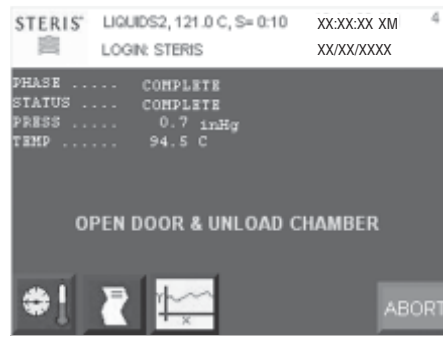 STERIS® LIQUIDS2, 121.0 C, S= 0:10 XX:XX:XX XM 4
LOGIN: STERIS XX/XX/XXXX
PHASE ..... COMPLETE
STATUS .... COMPLETE
PRESS ..... 0.7 inHg
TEMP ...... 94.5 C
OPEN DOOR & UNLOAD CHAMBER
X
ABORT